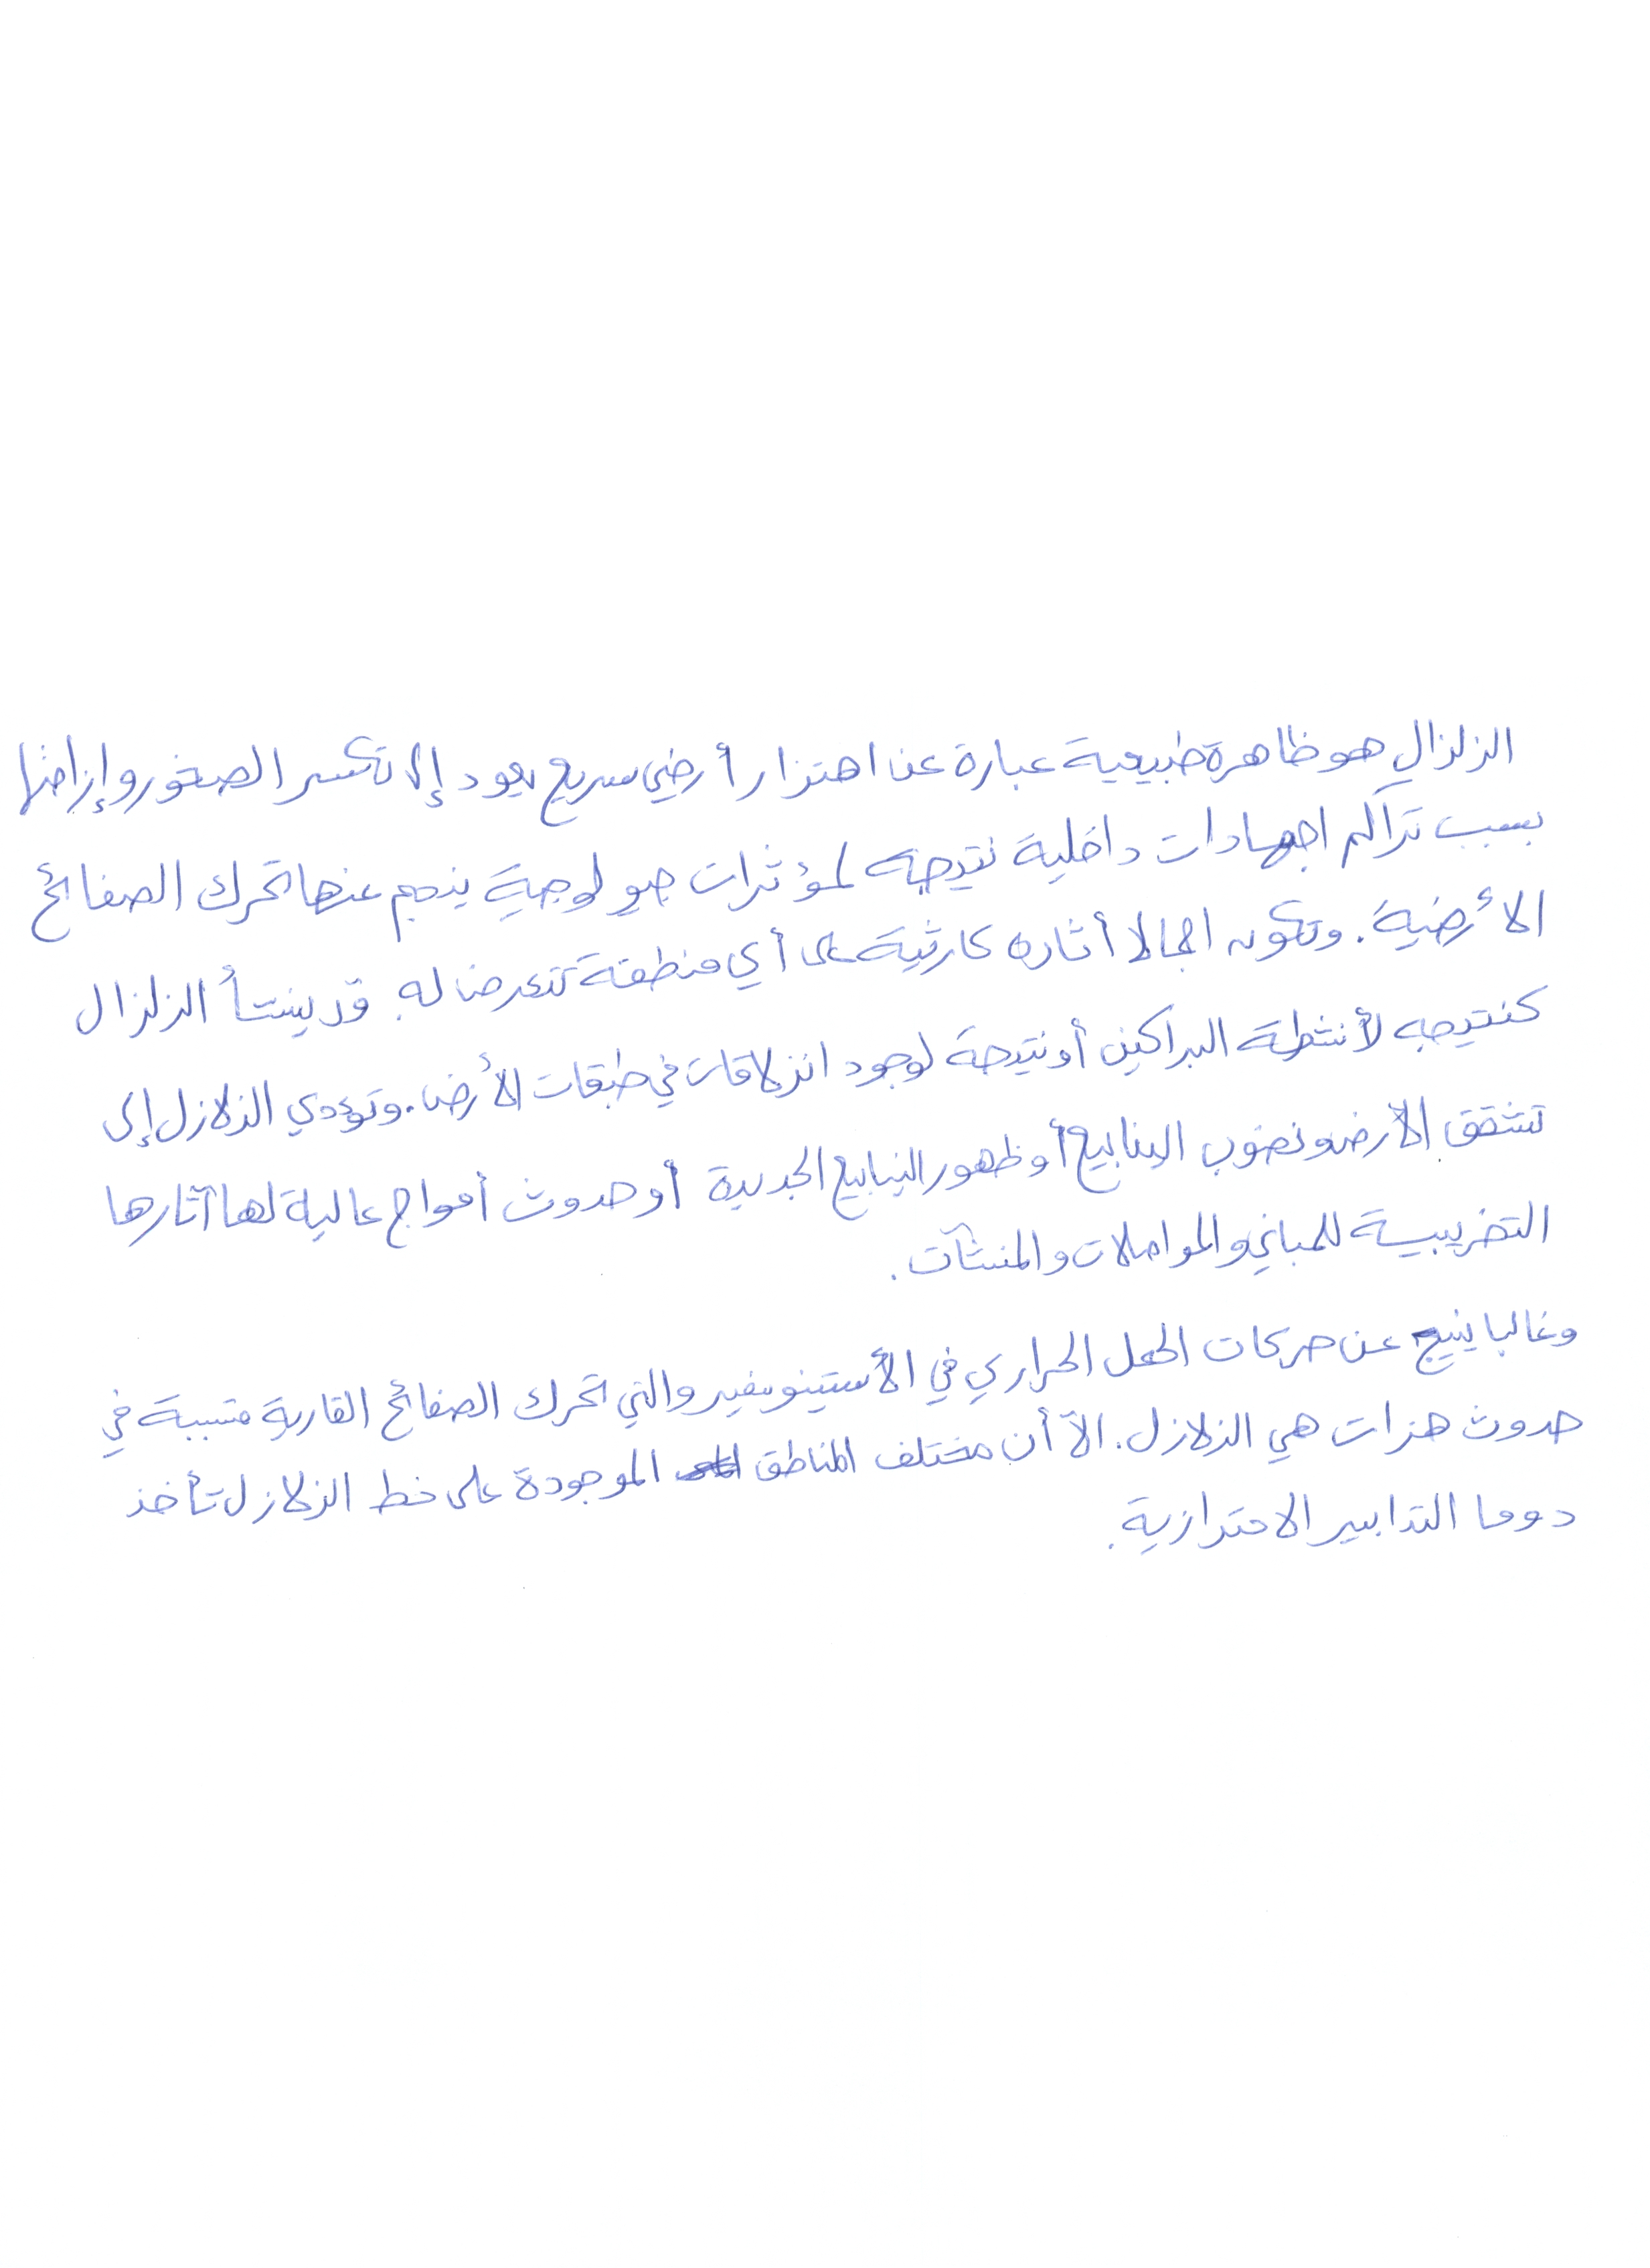 الزلزال هو ظاهرة طبيعية عبارة عن اهتزاز أرضي سريع يعود إلى تكسر الصخور وإزاحتها
بسبب تراكم اجهادات داخلية نتيجة لمؤثرات جيولوجية ينجم عنها تحرك الصفائح
الأرضية. وتكون اجمالا أثاره كارثية على أي منطقة تتعرض له. قد ينشأ الزلزال
كنتيجه لأنشطة البراكين أو نتيجة لوجود انزلاقات في طبقات الأرض. وتؤدي الزلازل إلى
تشقق الأرض ونضوب الينابيع أو ظهور الينابيع الجديدة أو حدوث أمواج عالية لها آثارها
التخريبية للمباني والمواصلات والمنشآت.
وغالبا ينتج عن حركات الحمل الحراري في الأستينوسفير والتي تحرك الصفائح القارية متسببة في
حدوث هزات هي الزلازل. الا أن مختلف المناطق الموجودة على خط الزلازل تأخذ
دوما التدابير الاحترازية.